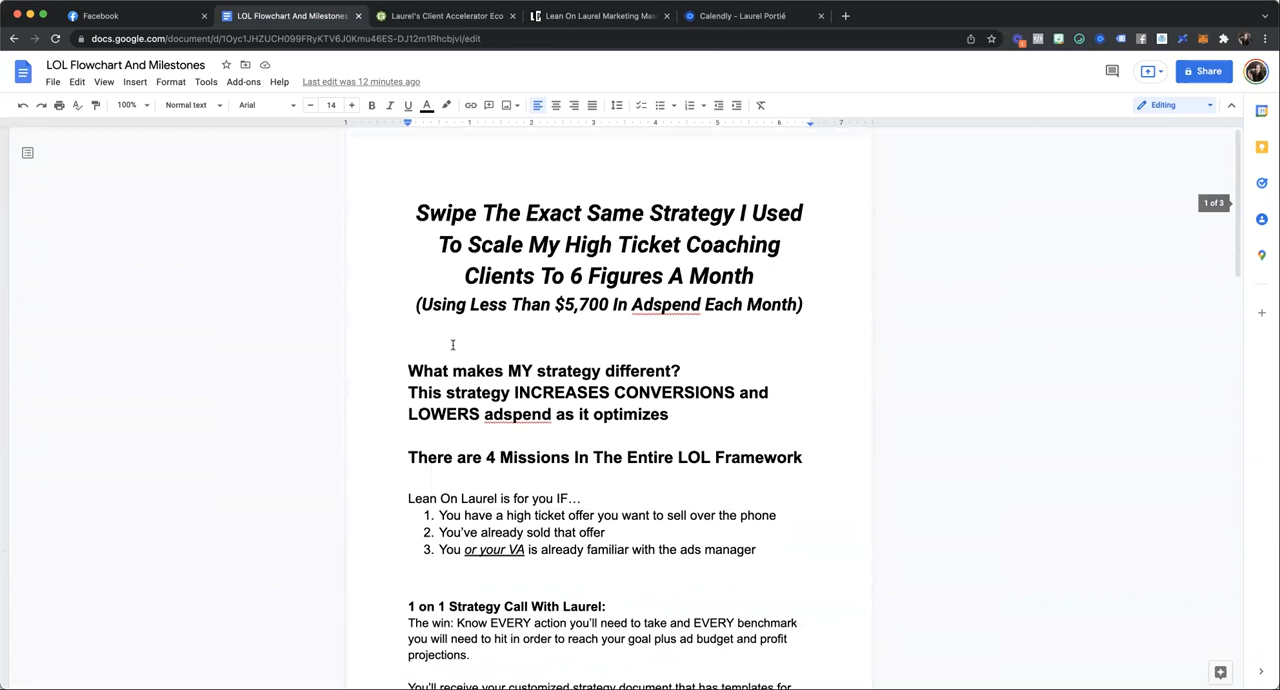 Facebook
LOL Flowchart And Milestones
Laurel's Client Accelerator Eco
Lean On Laurel Marketing Mas
Calendly - Laurel Portié
docs.google.com/document/d/1Oyc1JHZUCH099FRyKTV6J0Kmu46ES-DJ12m1Rhcbjvl/edit
LOL Flowchart And Milestones
File Edit View Insert Format Tools Add-ons Help Last edit was 12 minutes ago
Share
100% Normal text Arial 14 Editing
1 1 2 3 4 5 6 7
1 of 3
Swipe The Exact Same Strategy I Used
To Scale My High Ticket Coaching
Clients To 6 Figures A Month
(Using Less Than $5,700 In Adspend Each Month)
What makes MY strategy different?
This strategy INCREASES CONVERSIONS and
LOWERS adspend as it optimizes
There are 4 Missions In The Entire LOL Framework
Lean On Laurel is for you IF…
1. You have a high ticket offer you want to sell over the phone
2. You've already sold that offer
3. You or your VA is already familiar with the ads manager
1 on 1 Strategy Call With Laurel:
The win: Know EVERY action you'll need to take and EVERY benchmark
you will need to hit in order to reach your goal plus ad budget and profit
projections.
You'll receive your customized strategy document that has templates for